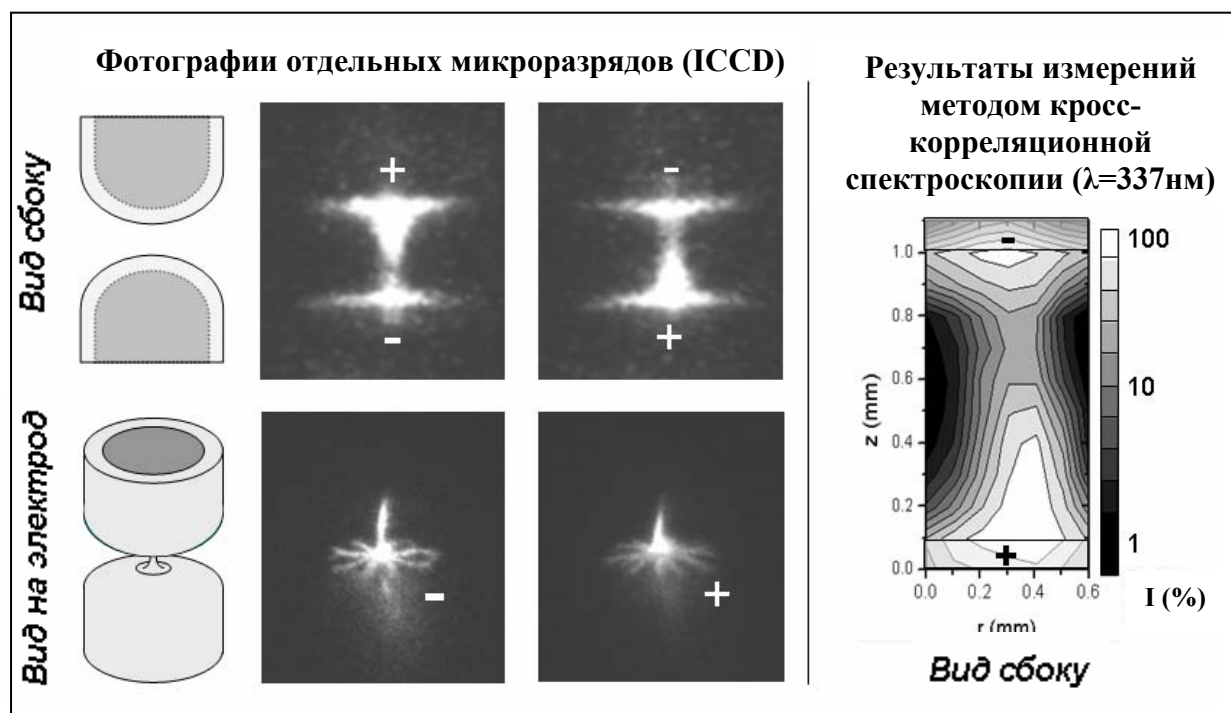 Фотографии отдельных микроразрядов (ICCD)
Вид сбоку
+
-
-
+
Вид на электрод
-
+
Результаты измерений
методом кросс-
корреляционной
спектроскопии (λ=337нм)
z (mm)
1.0
0.8
0.6
0.4
0.2
0.0
-
+
0.0 0.2 0.4 0.6
r (mm)
100
10
1
I (%)
Вид сбоку